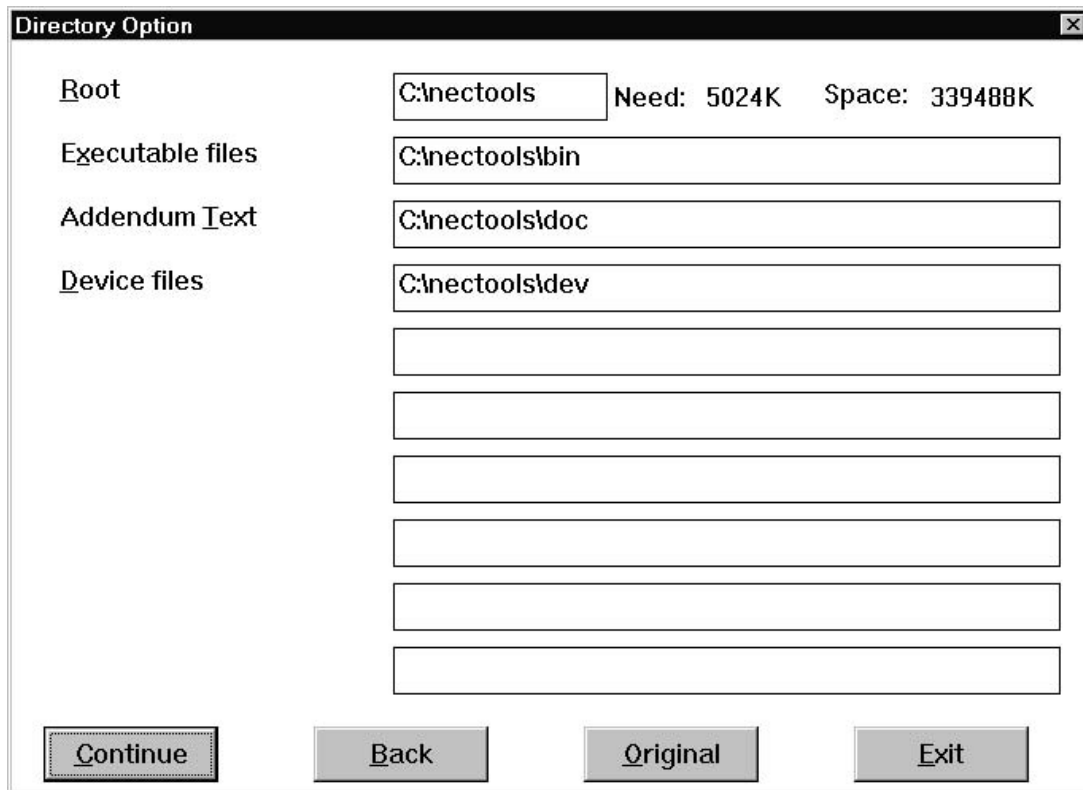 Directory Option
Root C:\nectools Need: 5024K Space: 339488K
Executable files C:\nectools\bin
Addendum Text C:\nectools\doc
Device files C:\nectools\dev
Continue Back Original Exit